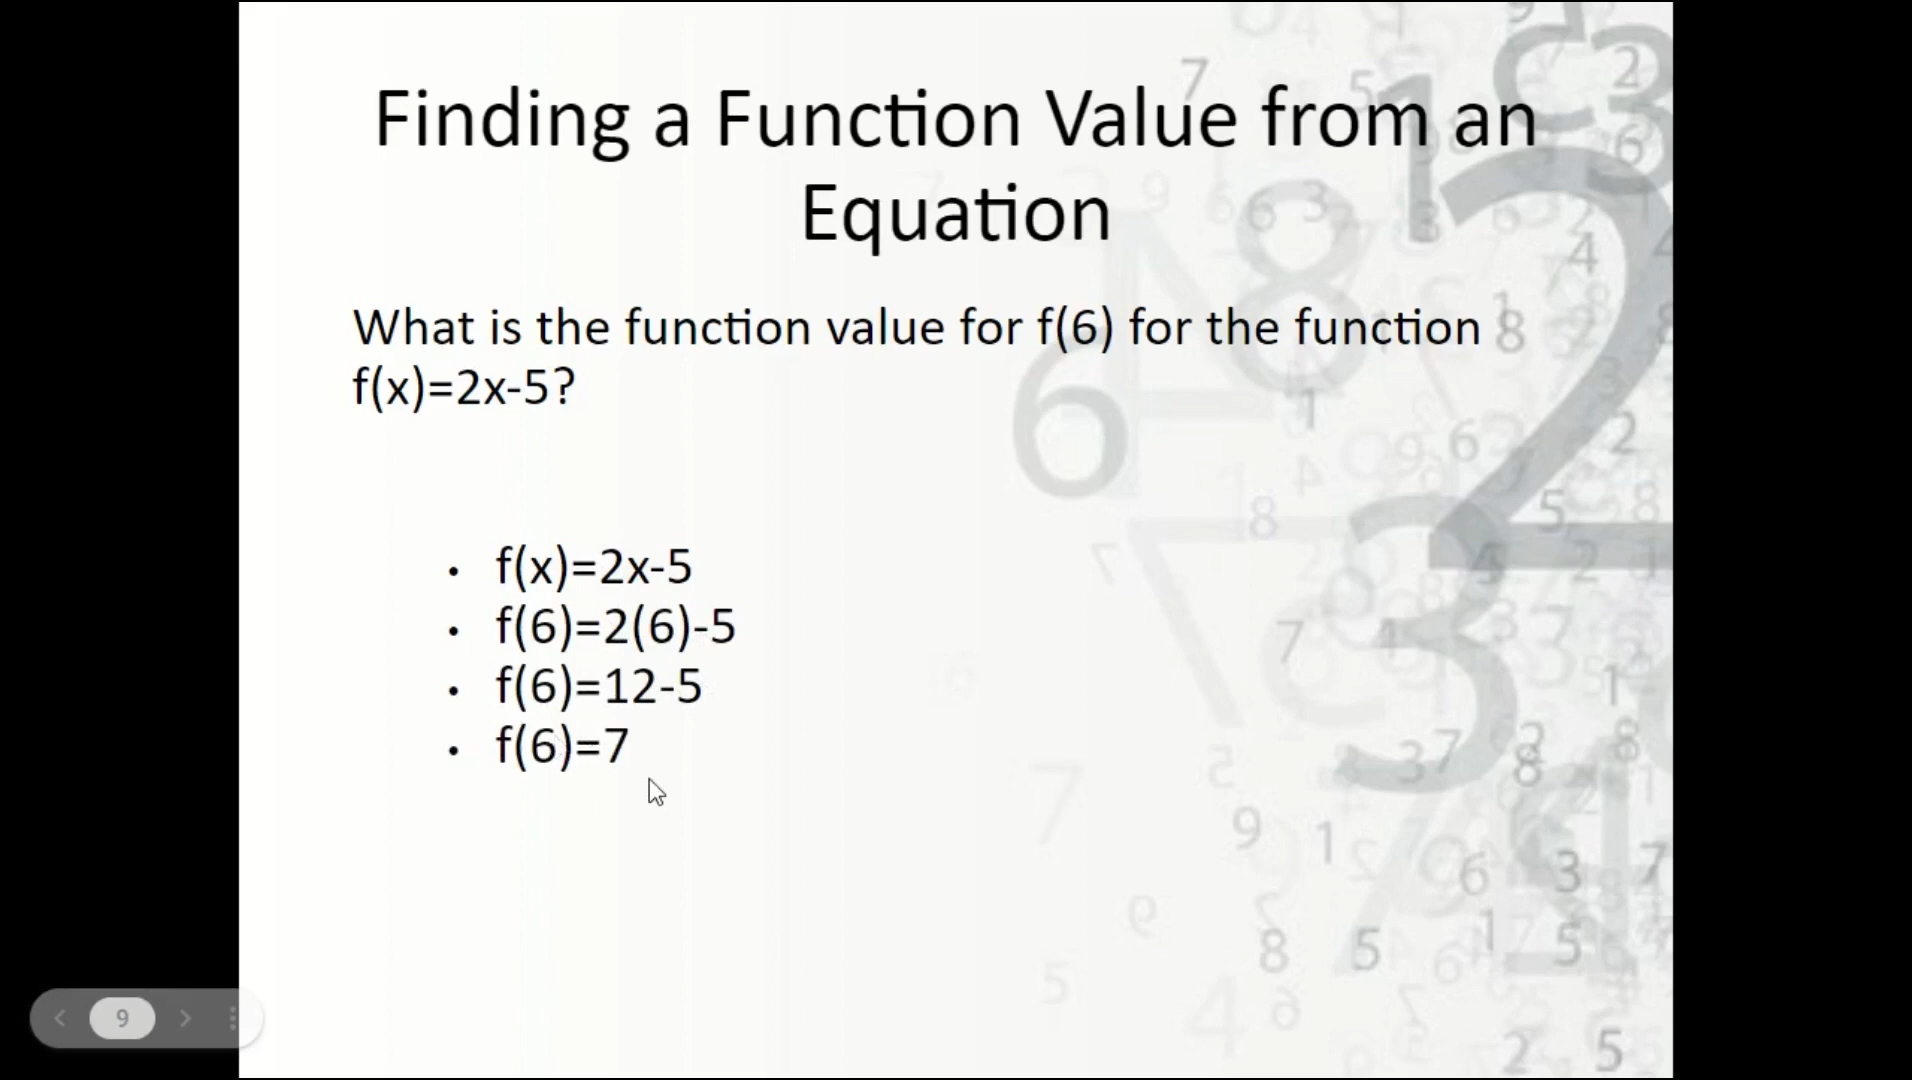 Finding a Function Value from an
Equation
What is the function value for f(6) for the function
f(x)=2x-5?
• f(x)=2x-5
• f(6)=2(6)-5
• f(6)=12-5
• f(6)=7
9